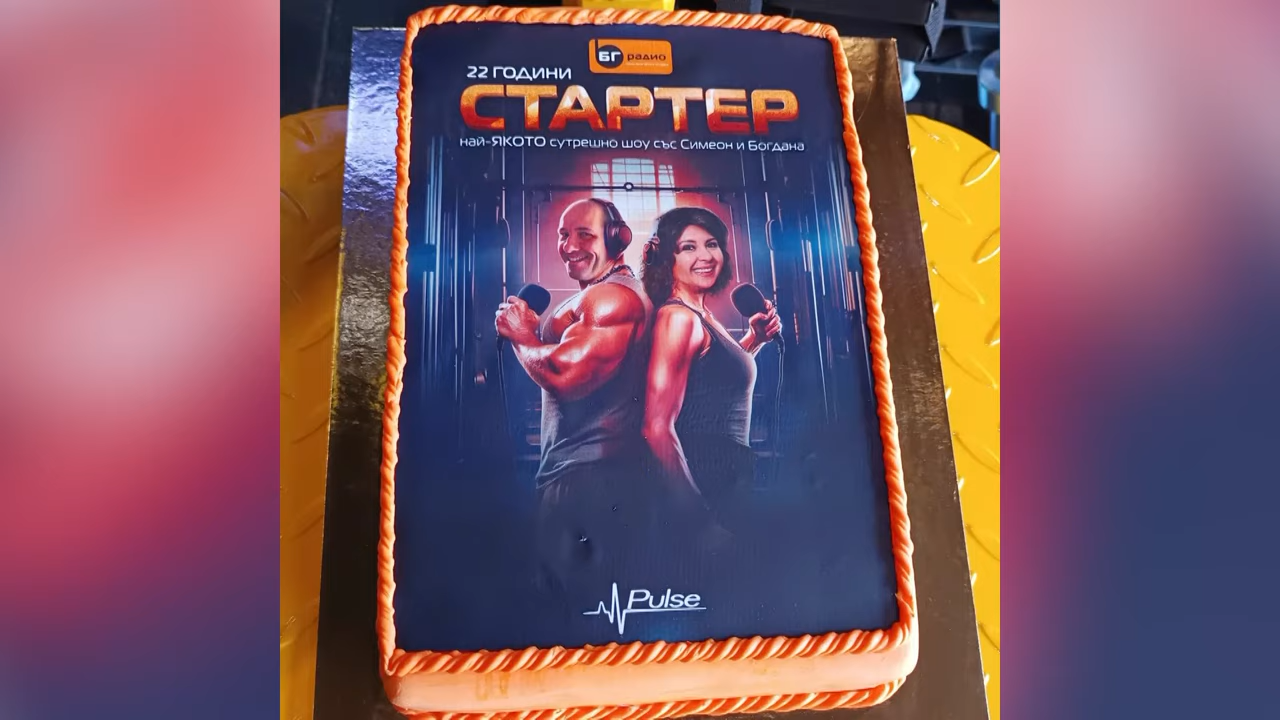 БГ радио
22 ГОДИНИ
СТАРТЕР
най-ЯКОТО сутрешно шоу със Симеон и Богдана
Pulse